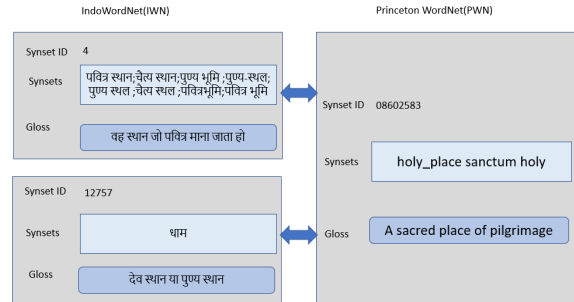 IndoWordNet(IWN)
Synset ID 4
Synsets
पवित्र स्थान;चैत्य स्थान;पुण्य भूमि ;पुण्य-स्थल;
पुण्य स्थल ;चैत्य स्थल ;पवित्रभूमि;पवित्र भूमि
Gloss
वह स्थान जो पवित्र माना जाता हो
Synset ID 12757
Synsets धाम
Gloss देव स्थान या पुण्य स्थान
Princeton WordNet(PWN)
Synset ID 08602583
Synsets holy_place sanctum holy
Gloss A sacred place of pilgrimage